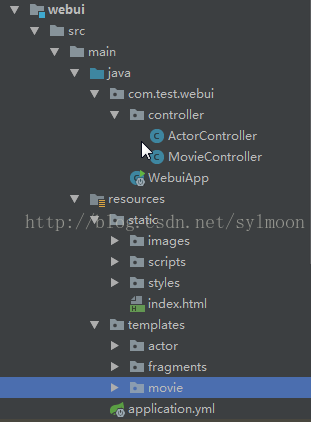 webui
src
main
java
com.test.webui
controller
ActorController
MovieController
WebuiApp
resources
http://blog.csdn.net/sylmoon
static
images
scripts
styles
index.html
templates
actor
fragments
movie
application.yml